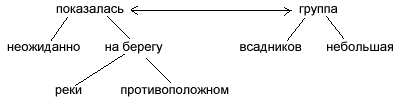 показалась группа
неожиданно на берегу всадников небольшая
реки противоположном